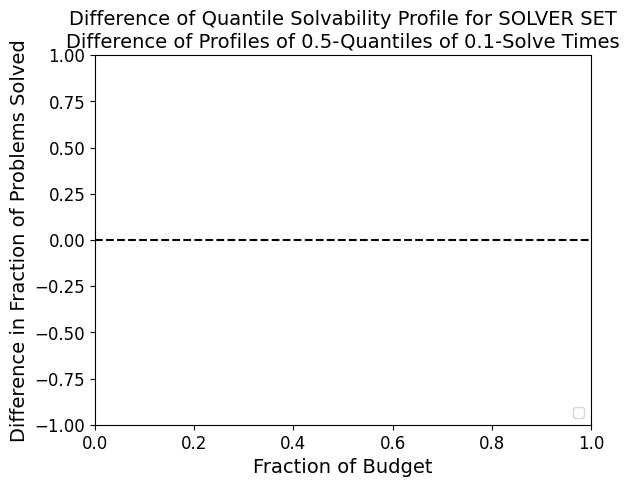 Difference of Quantile Solvability Profile for SOLVER SET
Difference of Profiles of 0.5-Quantiles of 0.1-Solve Times
Difference in Fraction of Problems Solved
1.00
0.75
0.50
0.25
0.00
−0.25
−0.50
−0.75
−1.00
0.0 0.2 0.4 0.6 0.8 1.0
Fraction of Budget